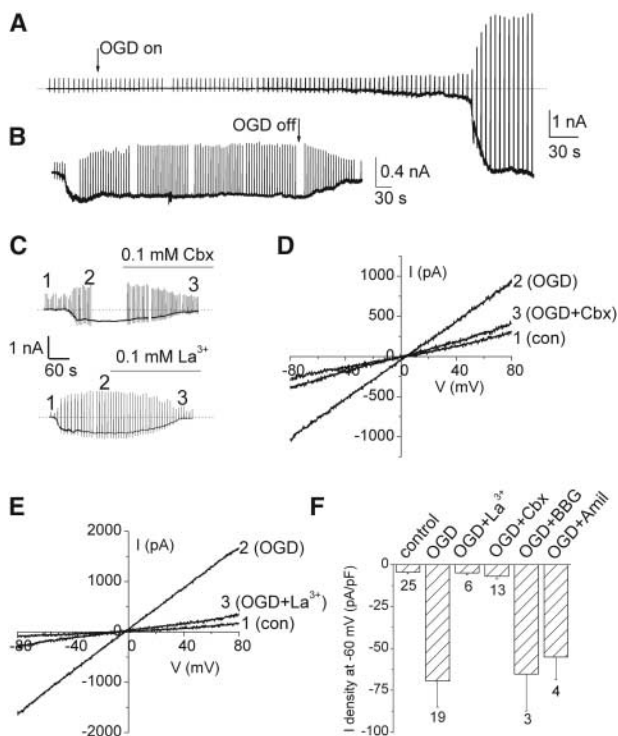 A
OGD on
1 nA
30 s
B
OGD off
0.4 nA
30 s
C
0.1 mM Cbx
1
2
3
1 nA
60 s
0.1 mM La³⁺
1
2
3
D
I (pA)
1000
500
0
-500
-1000
-80
-40
40
80
V (mV)
2 (OGD)
3 (OGD+Cbx)
1 (con)
E
2000
I (pA)
1000
0
-1000
-2000
-80
-40
40
80
V (mV)
2 (OGD)
3 (OGD+La³⁺)
1 (con)
F
control
OGD
OGD+La³⁺
OGD+Cbx
OGD+BBG
OGD+Amil
I density at -60 mV (pA/pF)
0
-25
-50
-75
-100
25
19
6
13
3
4